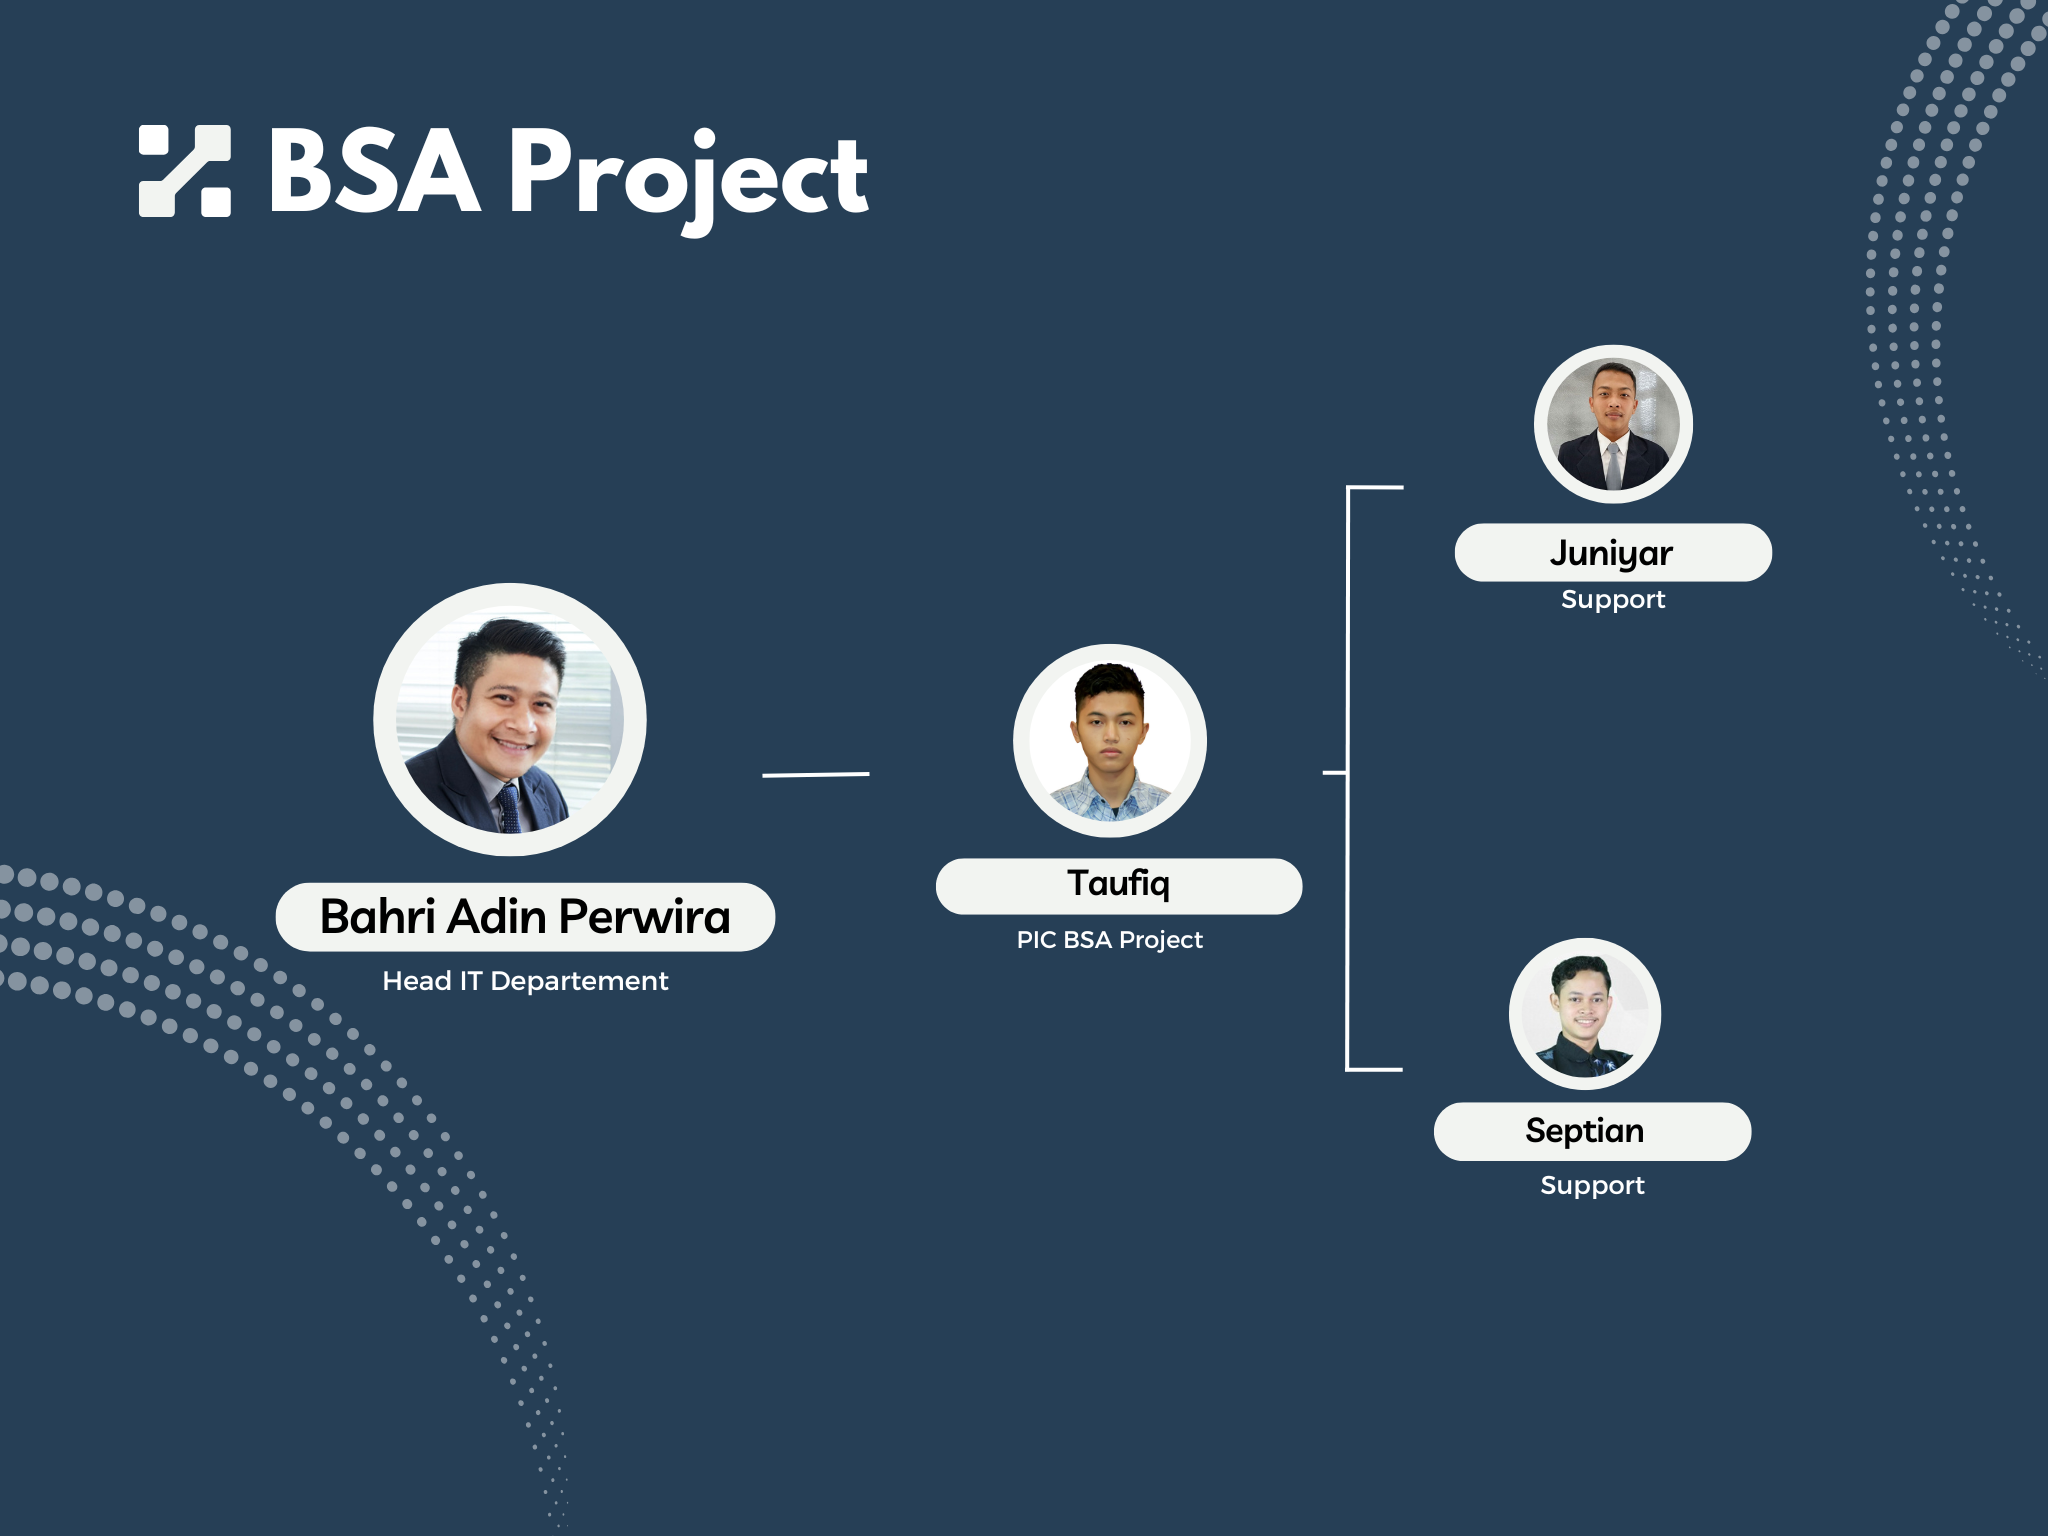 BSA Project
Bahri Adin Perwira
Head IT Departement
Taufiq
PIC BSA Project
Juniyar
Support
Septian
Support